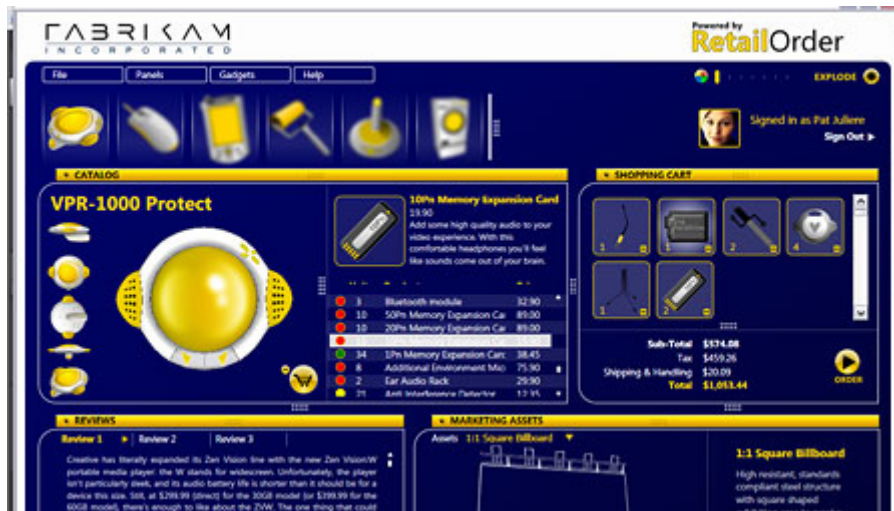 FABRIKAM
INCORPORATED
Powered by
RetailOrder
File
Panels
Gadgets
Help
EXPLODE
Signed in as Pat Juliere
Sign Out
CATALOG
VPR-1000 Protect
10Pn Memory Expansion Card
19.90
Add some high quality audio to your
video experience. With this
comfortable headphones you'll feel
like sounds come out of your brain.
3 Bluetooth module 32.90
10 50Pn Memory Expansion Car 89.00
10 20Pn Memory Expansion Car 89.00
34 1Pn Memory Expansion Carc 38.45
8 Additional Environment Mic 75.90
2 Ear Audio Rack 29.90
21 Anti Interference Detector 12.35
SHOPPING CART
1
1
2
4
1
2
Sub-Total $574.08
Tax $459.26
Shipping & Handling $20.09
Total $1,053.44
ORDER
REVIEWS
Review 1
Review 2
Review 3
Creative has literally expanded its Zen Vision line with the new Zen Vision:W
portable media player: the W stands for widescreen. Unfortunately, the player
isn't particularly sleek, and its audio battery life is shorter than it should be for a
device this size. Still, at $299.99 (direct) for the 30GB model (or $399.99 for the
60GB model), there's enough to like about the ZVW. The one thing that could
MARKETING ASSETS
Assets 1:1 Square Billboard
1:1 Square Billboard
High resistant, standards
compliant steel structure
with square shaped